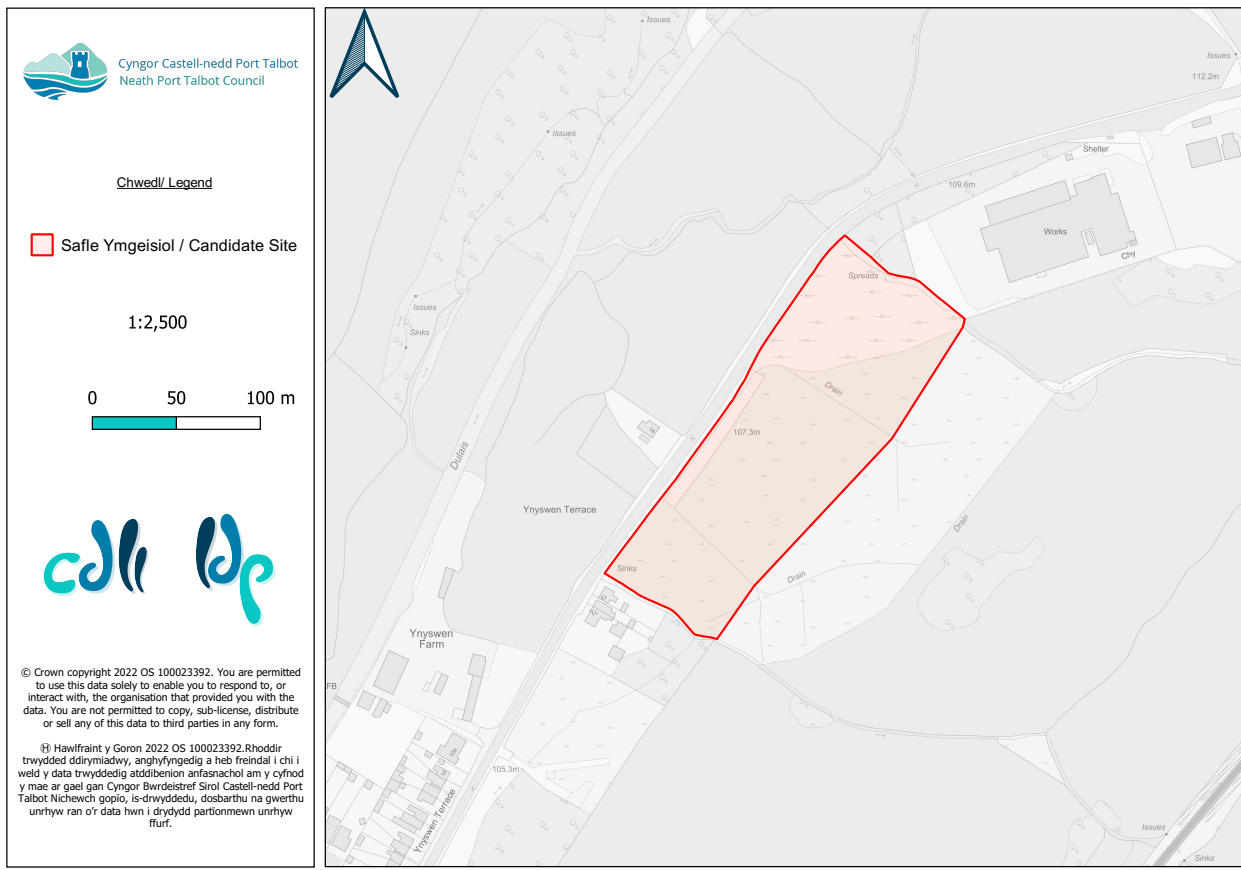 Cyngor Castell-nedd Port Talbot
Neath Port Talbot Council
Chwedl/ Legend
Safle Ymgeisiol / Candidate Site
1:2,500
0 50 100 m
cdll ldp
© Crown copyright 2022 OS 100023392. You are permitted
to use this data solely to enable you to respond to, or
interact with, the organisation that provided you with the
data. You are not permitted to copy, sub-license, distribute
or sell any of this data to third parties in any form.
Ⓗ Hawlfraint y Goron 2022 OS 100023392.Rhoddir
trwydded ddirymiadwy, anghyfyngedig a heb freindal i chi i
weld y data trwyddedig atddibenion anfasnachol am y cyfnod
y mae ar gael gan Cyngor Bwrdeistref Sirol Castell-nedd Port
Talbot Nichewch gopïo, is-drwyddedu, dosbarthu na gwerthu
unrhyw ran o'r data hwn i drydydd partïonmewn unrhyw
ffurf.
Issues
Issues
112.2m
Issues
Shelter
109.6m
Works
Chy
Spreads
Issues
Sinks
Drain
14
107.3m
Dulais
Ynyswen Terrace
Drain
Sinks
Drain
Ynyswen
Farm
FB
105.3m
Ynyswen Terrace
Issues
Sinks